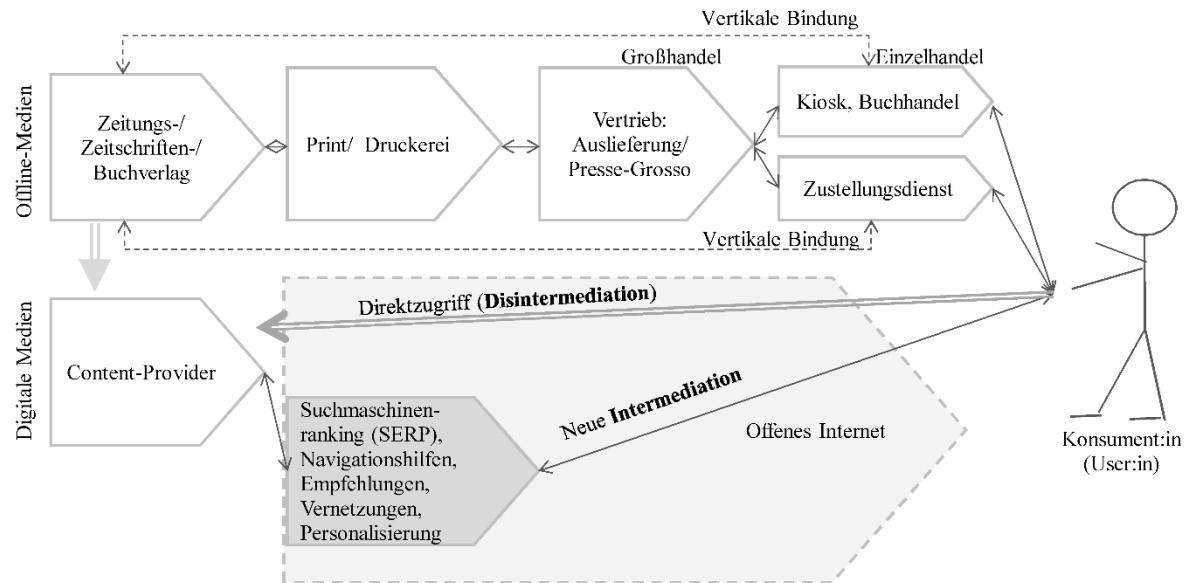 Vertikale Bindung
Großhandel
Einzelhandel
Offline-Medien
Zeitungs-/
Zeitschriften-/
Buchverlag
Print/ Druckerei
Vertrieb:
Auslieferung/
Presse-Grosso
Kiosk, Buchhandel
Zustellungsdienst
Vertikale Bindung
Digitale Medien
Content-Provider
Direktzugriff (Disintermediation)
Neue Intermediation
Suchmaschinen-
ranking (SERP),
Navigationshilfen,
Empfehlungen,
Vernetzungen,
Personalisierung
Offenes Internet
Konsument:in
(User:in)